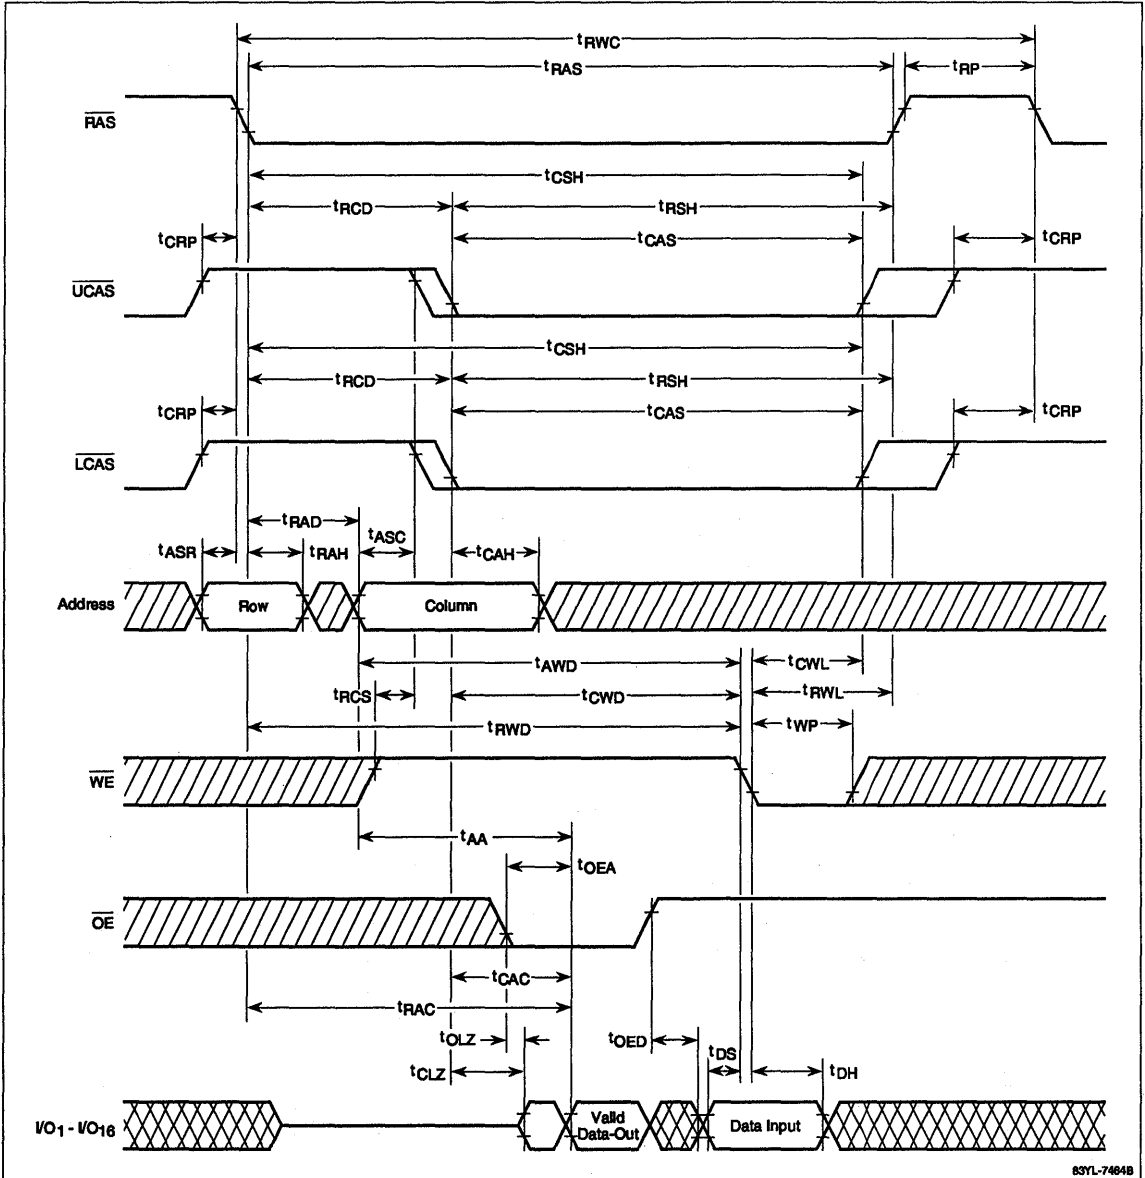 tRWC
tRAS
tRP
RAS
tCSH
tRCD
tRSH
tCRP
tCAS
tCRP
UCAS
tCSH
tRCD
tRSH
tCRP
tCAS
tCRP
LCAS
tRAD
tASC
tASR
tRAH
tCAH
Address
Row
Column
tAWD
tCWL
tRCS
tCWD
tRWL
tRWD
tWP
WE
tAA
tOEA
OE
tCAC
tRAC
tOLZ
tOED
tDS
tCLZ
tDH
I/O1 - I/O16
Valid
Data-Out
Data Input
83YL-7464B